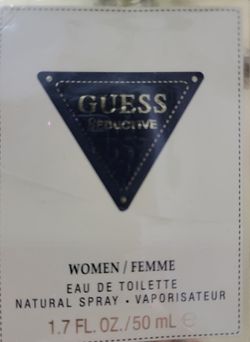 GUESS
SEDUCTIVE
WOMEN / FEMME
EAU DE TOILETTE
NATURAL SPRAY • VAPORISATEUR
1.7 FL. OZ./50 mL ℮